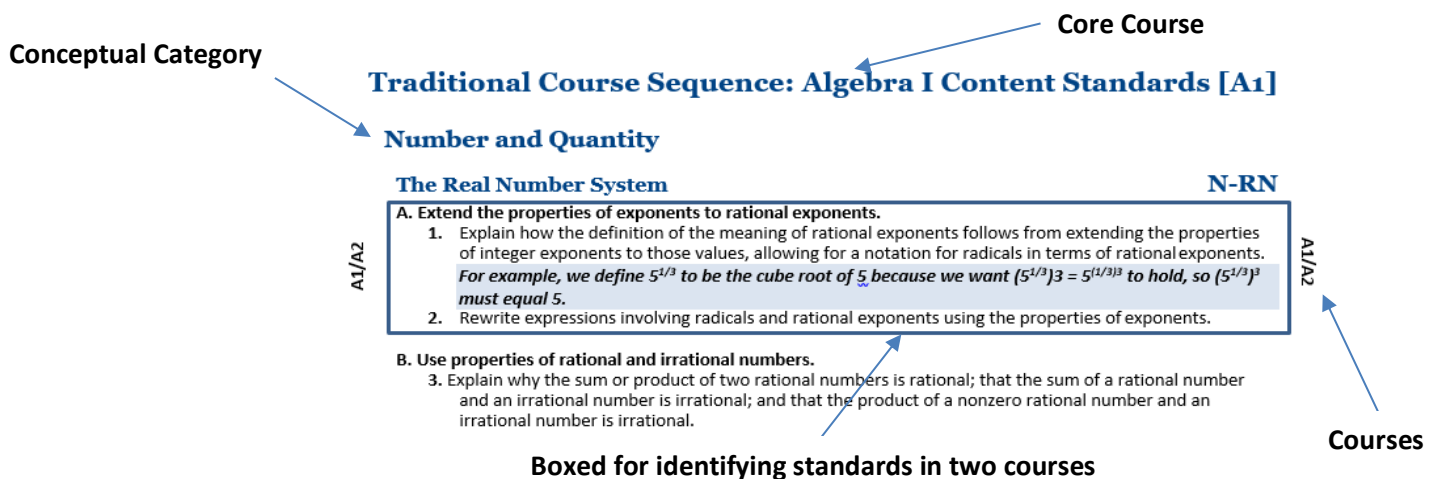 Core Course
Conceptual Category
Traditional Course Sequence: Algebra I Content Standards [A1]
Number and Quantity
The Real Number System N-RN
A. Extend the properties of exponents to rational exponents.
1. Explain how the definition of the meaning of rational exponents follows from extending the properties
of integer exponents to those values, allowing for a notation for radicals in terms of rational exponents.
For example, we define 5^{1/3} to be the cube root of 5 because we want (5^{1/3})3 = 5^{(1/3)3} to hold, so (5^{1/3})^3
must equal 5.
2. Rewrite expressions involving radicals and rational exponents using the properties of exponents.
A1/A2
A1/A2
B. Use properties of rational and irrational numbers.
3. Explain why the sum or product of two rational numbers is rational; that the sum of a rational number
and an irrational number is irrational; and that the product of a nonzero rational number and an
irrational number is irrational.
Courses
Boxed for identifying standards in two courses